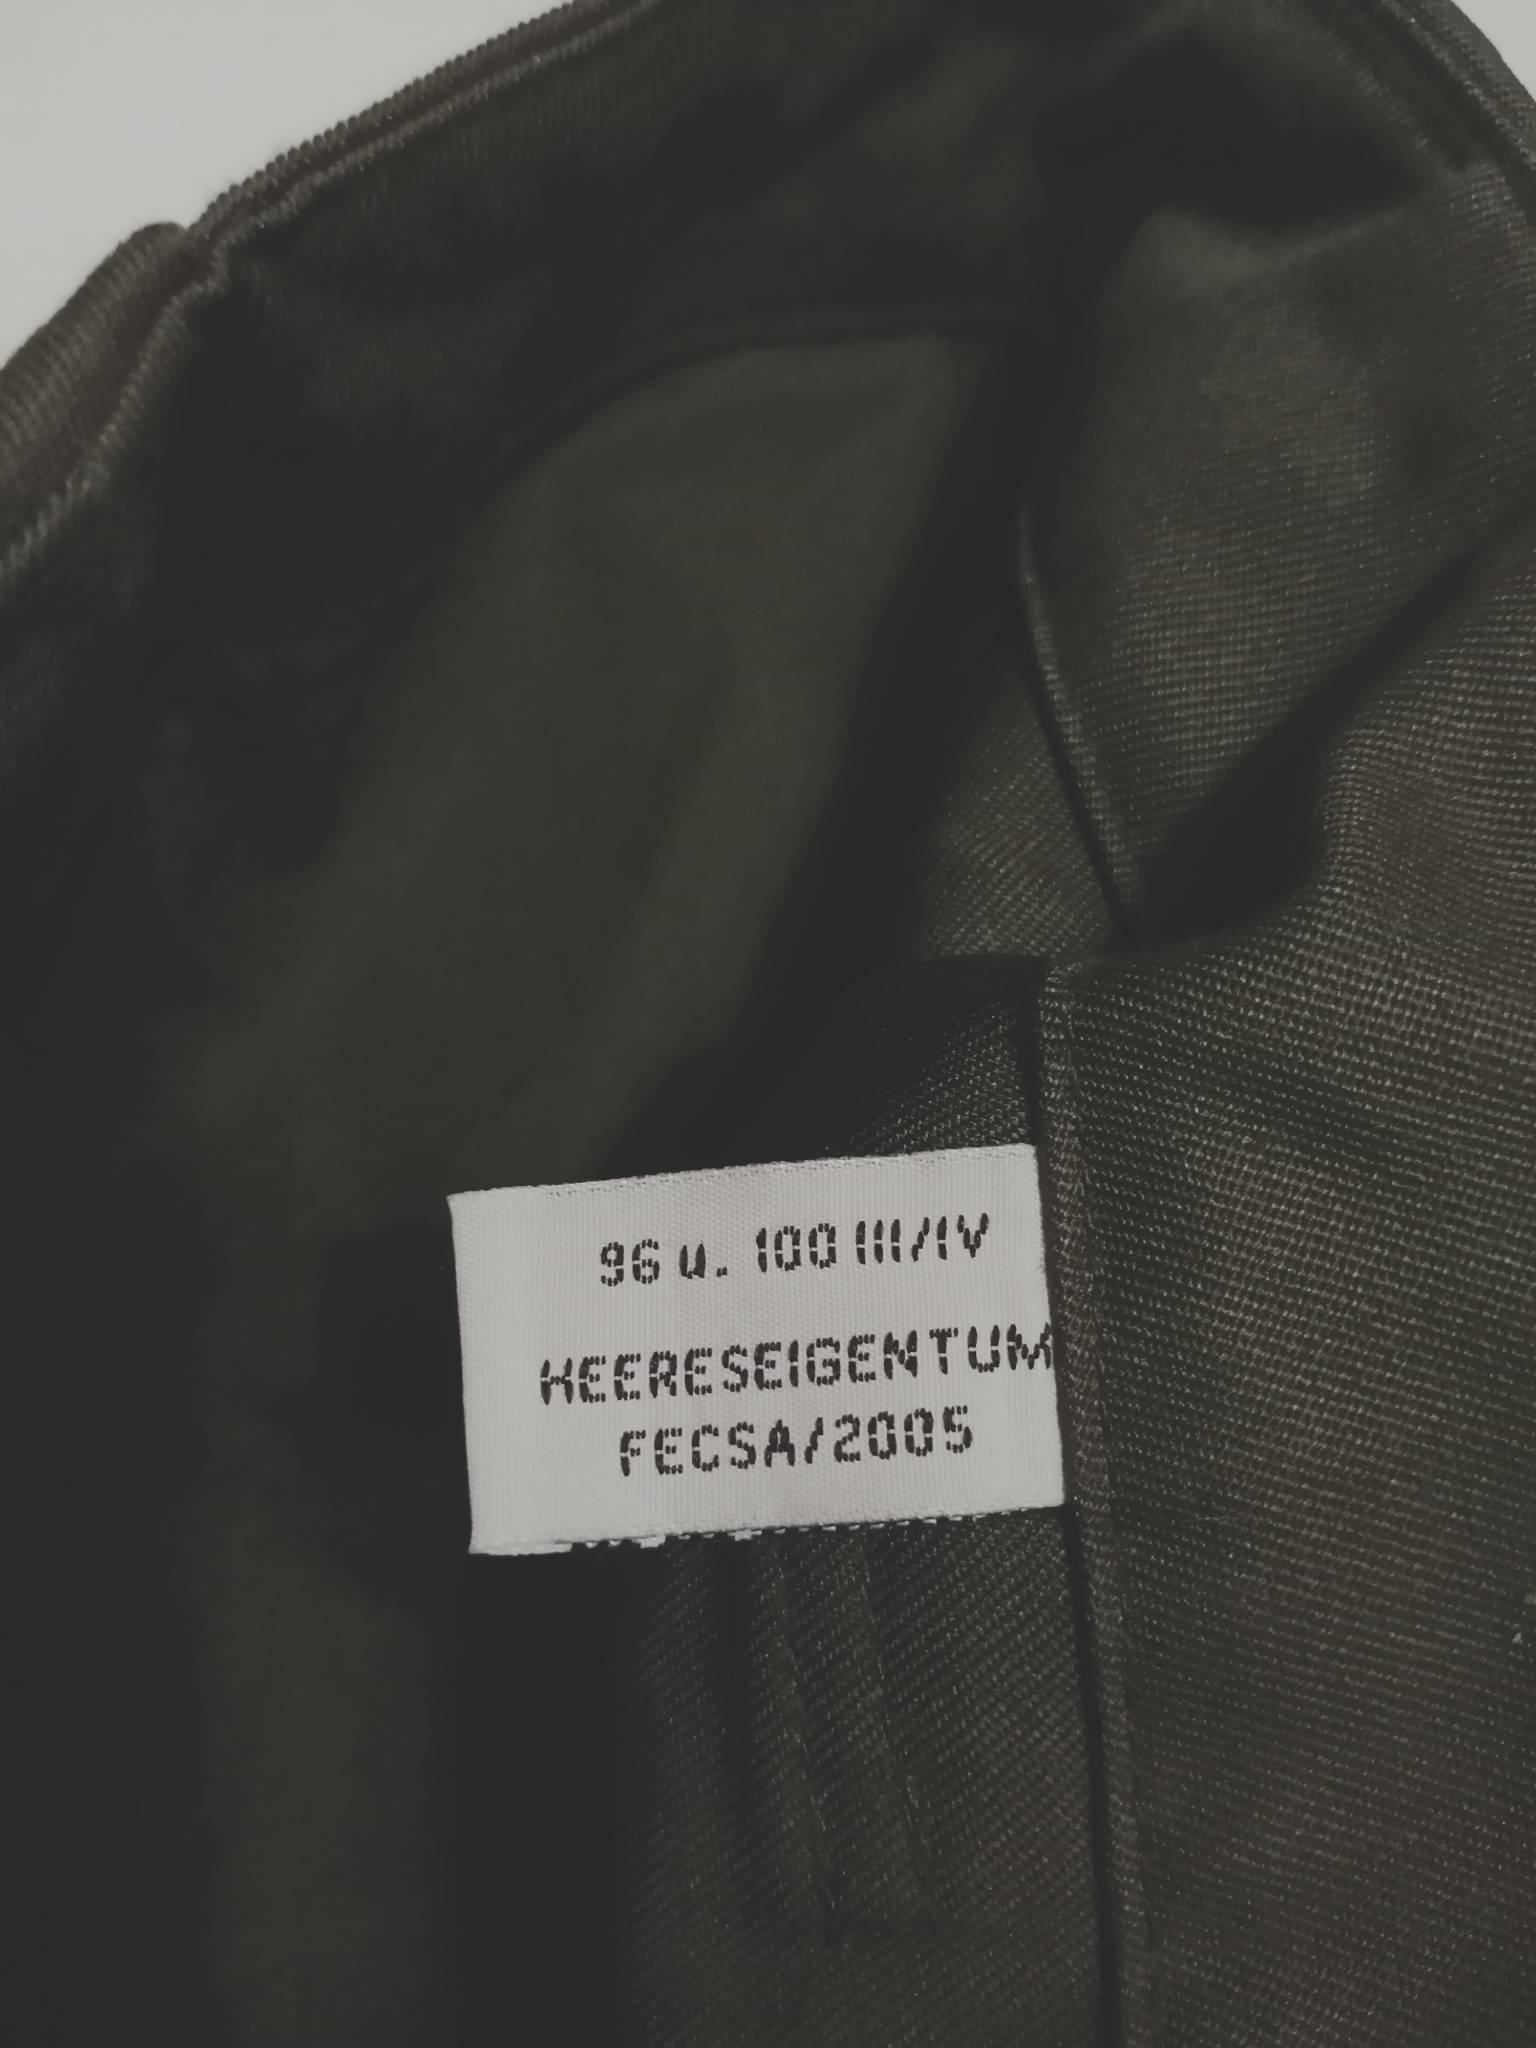 96 u. 100 III/IV
HEERESEIGENTUM
FECSA/2005